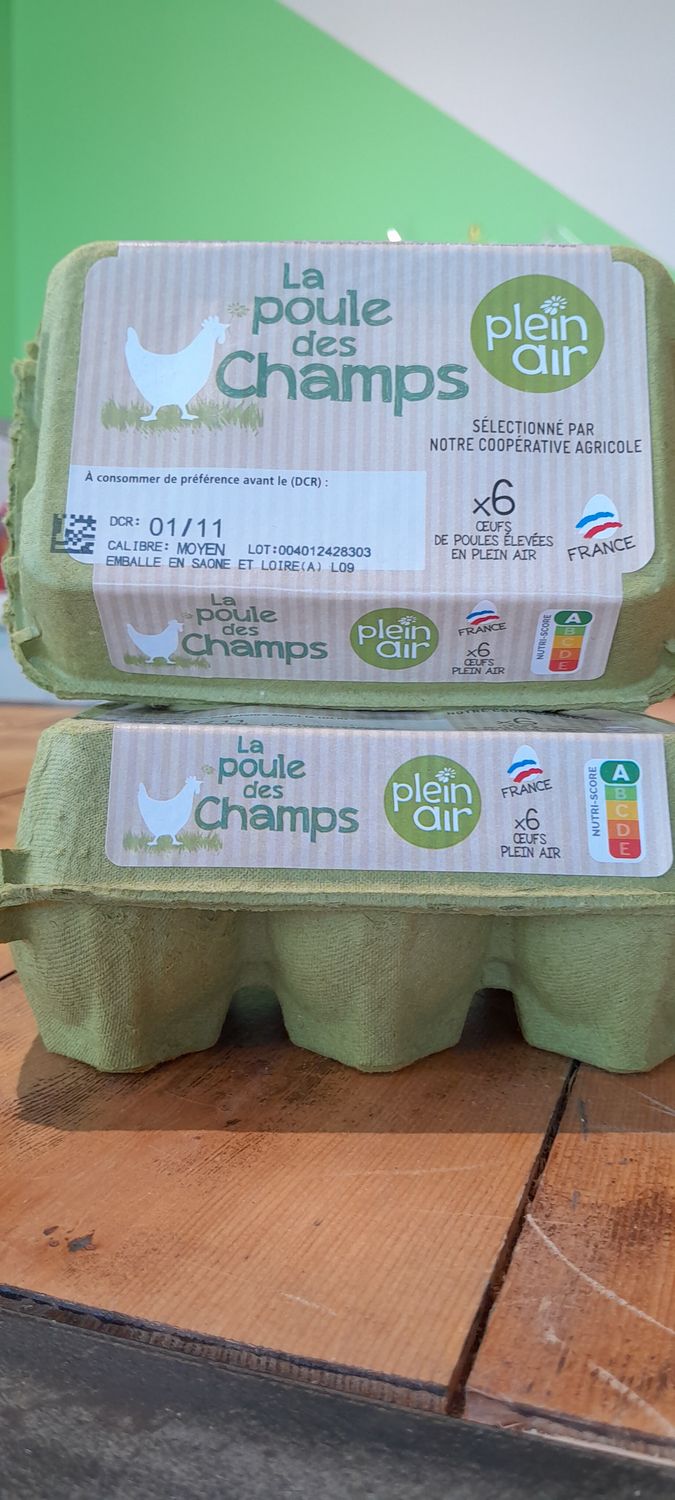 La
poule
des
Champs
plein
air
SÉLECTIONNÉ PAR
NOTRE COOPÉRATIVE AGRICOLE
À consommer de préférence avant le (DCR) :
DCR: 01/11
CALIBRE: MOYEN LOT:004012428303
EMBALLE EN SAONE ET LOIRE(A) L09
x6
ŒUFS
DE POULES ÉLEVÉES
EN PLEIN AIR
FRANCE
La
poule
des
Champs
plein
air
FRANCE
x6
ŒUFS
PLEIN AIR
NUTRI-SCORE
A
B
C
D
E
La
poule
des
Champs
plein
air
FRANCE
x6
ŒUFS
PLEIN AIR
NUTRI-SCORE
A
B
C
D
E